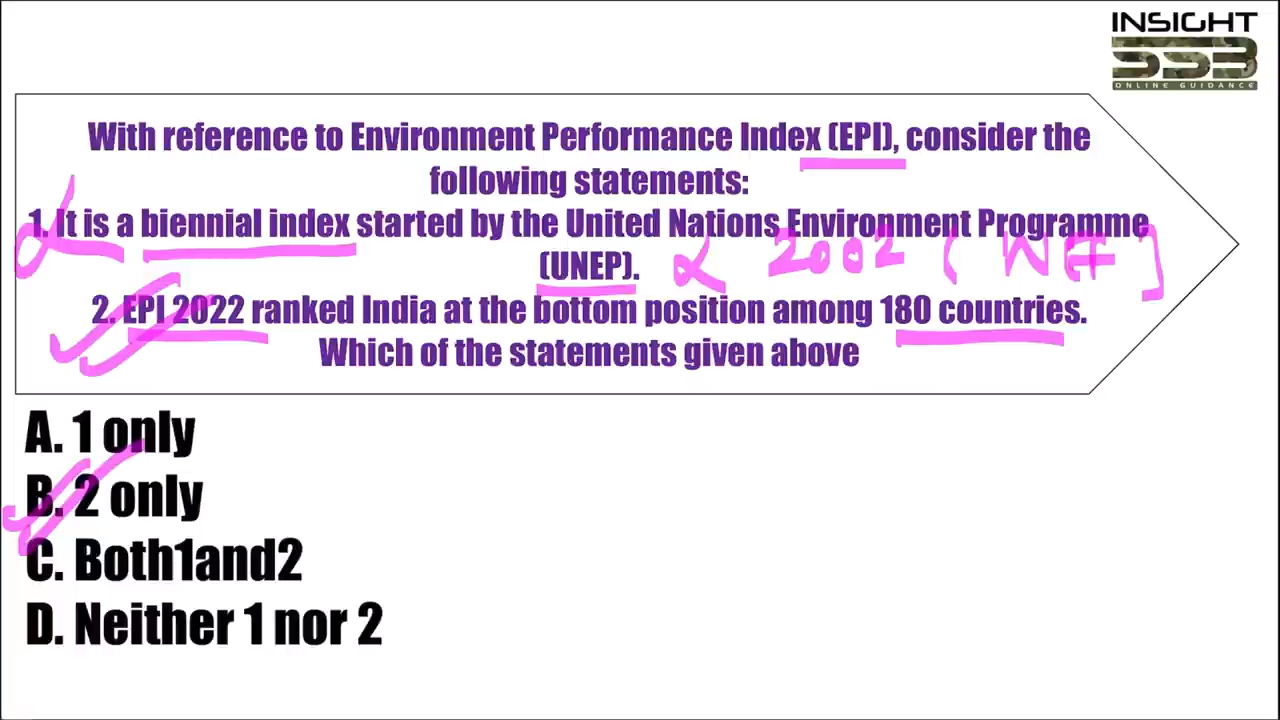 INSIGHT
SSB
ONLINE GUIDANCE
With reference to Environment Performance Index (EPI), consider the
following statements:
1. It is a biennial index started by the United Nations Environment Programme
(UNEP). 2002 (WEF]
2. EPI 2022 ranked India at the bottom position among 180 countries.
Which of the statements given above
A. 1 only
B. 2 only
C. Both1and2
D. Neither 1 nor 2